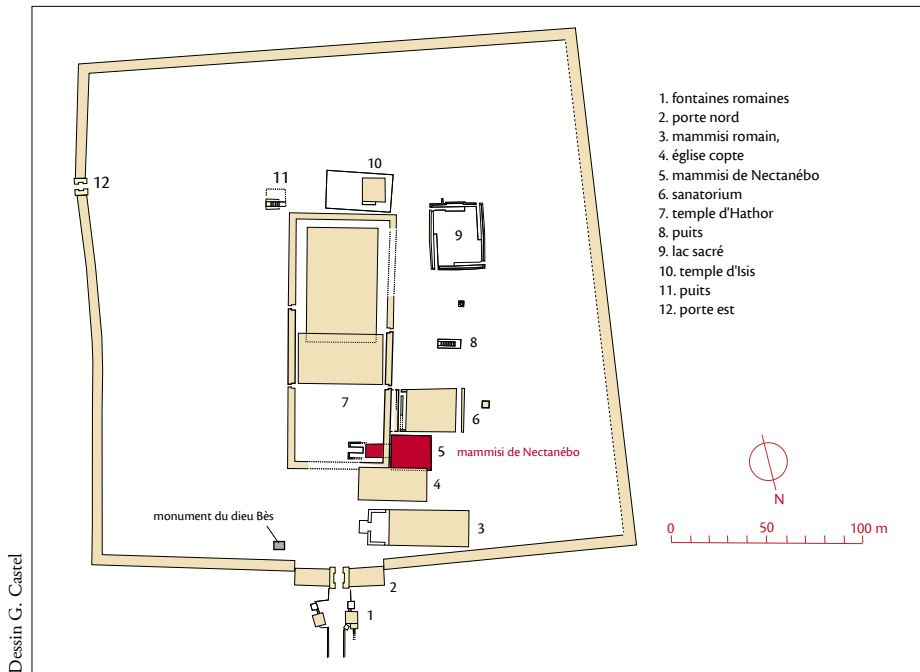 1. fontaines romaines
2. porte nord
3. mammisi romain,
4. église copte
5. mammisi de Nectanébo
6. sanatorium
7. temple d'Hathor
8. puits
9. lac sacré
10. temple d'Isis
11. puits
12. porte est
12
11
10
9
8
7
6
5
mammisi de Nectanébo
4
3
monument du dieu Bès
2
1
N
0 50 100 m
Dessin G. Castel